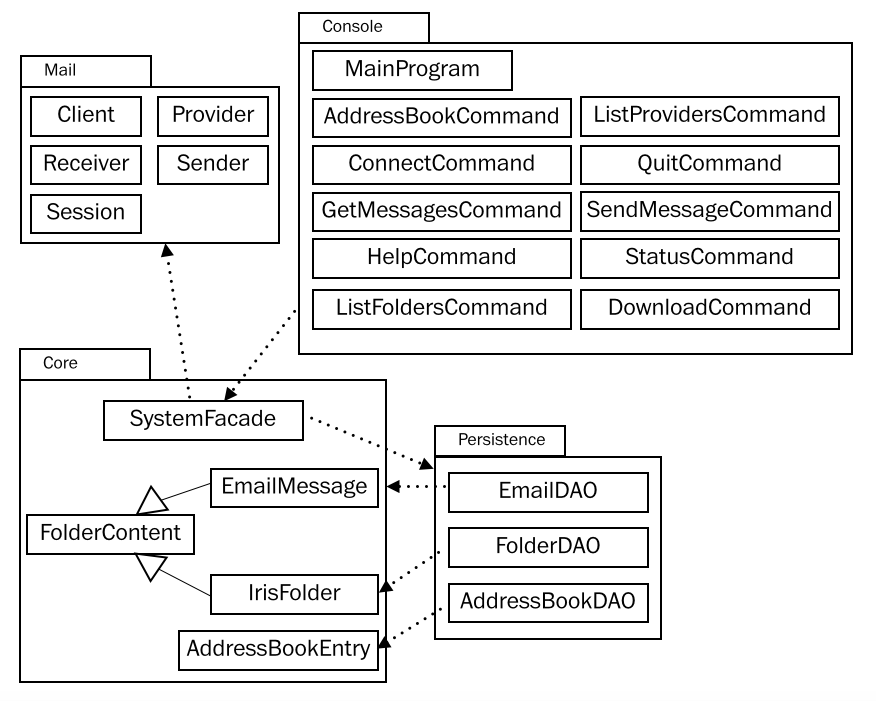 Console
MainProgram
AddressBookCommand
ListProvidersCommand
ConnectCommand
QuitCommand
GetMessagesCommand
SendMessageCommand
HelpCommand
StatusCommand
ListFoldersCommand
DownloadCommand
Mail
Client
Provider
Receiver
Sender
Session
Core
SystemFacade
EmailMessage
FolderContent
IrisFolder
AddressBookEntry
Persistence
EmailDAO
FolderDAO
AddressBookDAO